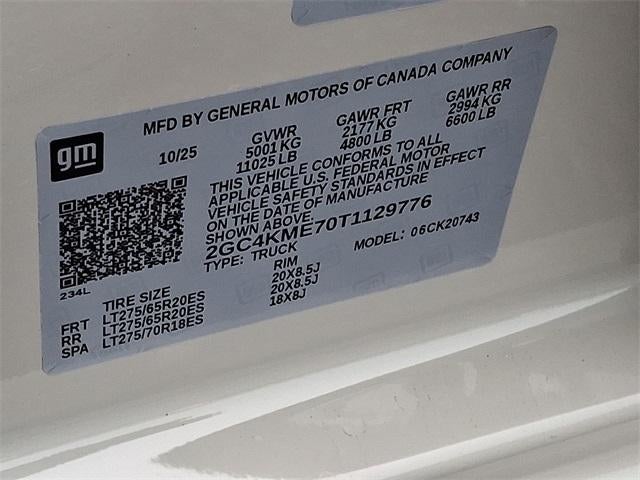 gm
MFD BY GENERAL MOTORS OF CANADA COMPANY
10/25
GVWR GAWR FRT GAWR RR
5001 KG 2177 KG 2994 KG
11025 LB 4800 LB 6600 LB
THIS VEHICLE CONFORMS TO ALL
APPLICABLE U.S. FEDERAL MOTOR
VEHICLE SAFETY STANDARDS IN EFFECT
ON THE DATE OF MANUFACTURE
SHOWN ABOVE.
2GC4KME70T1129776
TYPE: TRUCK MODEL: 06CK20743
234L
TIRE SIZE RIM
FRT LT275/65R20ES 20X8.5J
RR LT275/65R20ES 20X8.5J
SPA LT275/70R18ES 18X8J